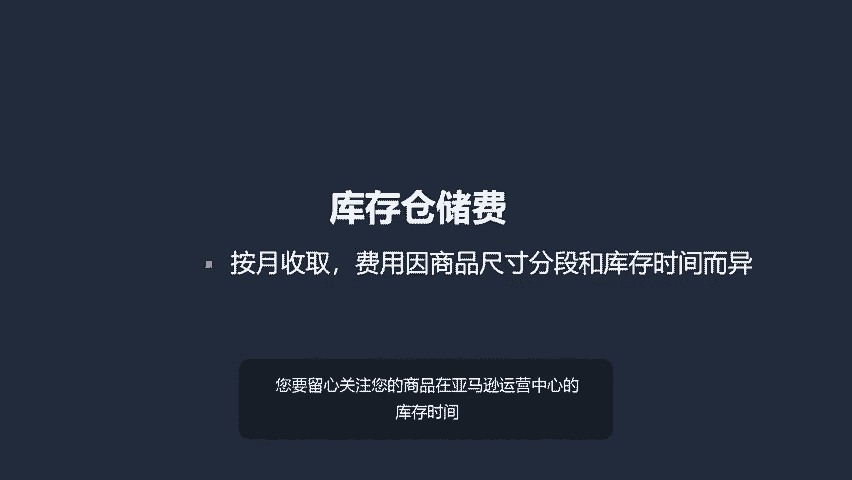 库存仓储费
▪ 按月收取，费用因商品尺寸分段和库存时间而异
您要留心关注您的商品在亚马逊运营中心的
库存时间